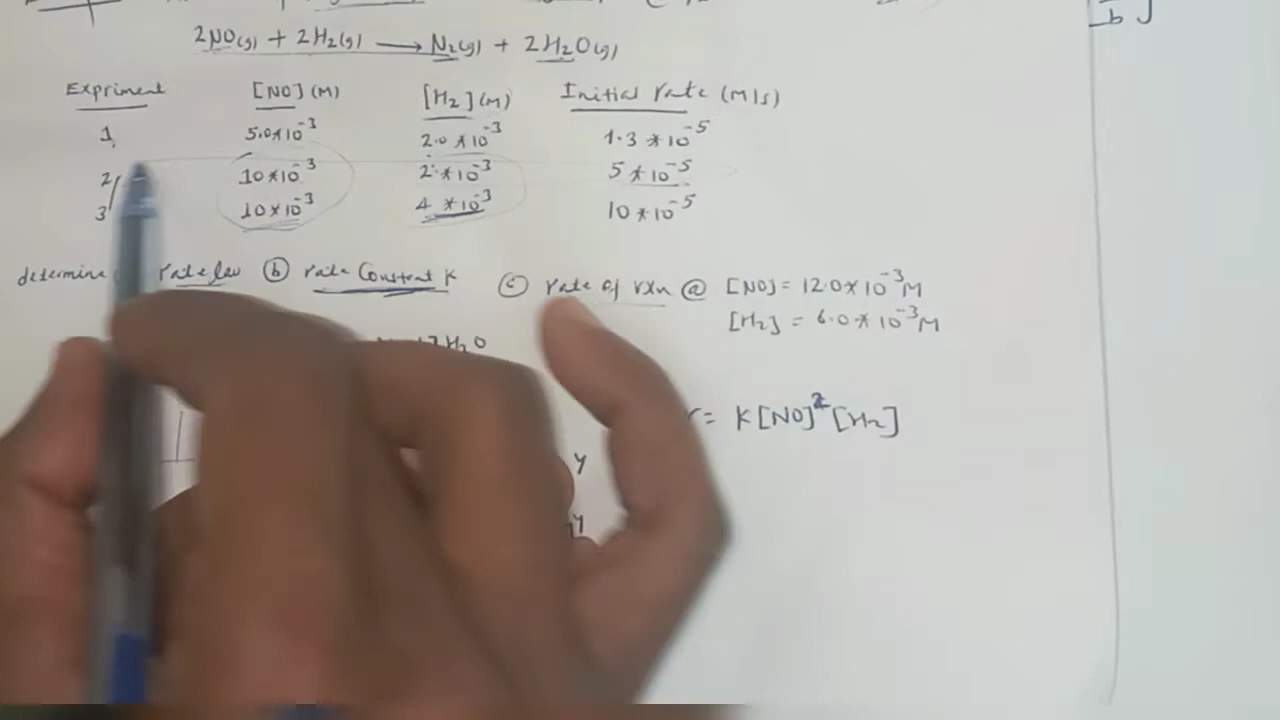 b]
2NO(g) + 2H2(g) → N2(g) + 2H2O(g)
Expriment [NO](M) [H2](M) Initial rate (M/s)
1, 5.0*10^-3 2.0*10^-3 1.3*10^-5
2 10*10^-3 2*10^-3 5*10^-5
3 10*10^-3 4*10^-3 10*10^-5
determine rate law (b) rate Constant K (c) rate of rxn @ [NO] = 12.0*10^-3 M
[H2] = 6.0*10^-3 M
H2O
r = K[NO]^2[H2]
y
y